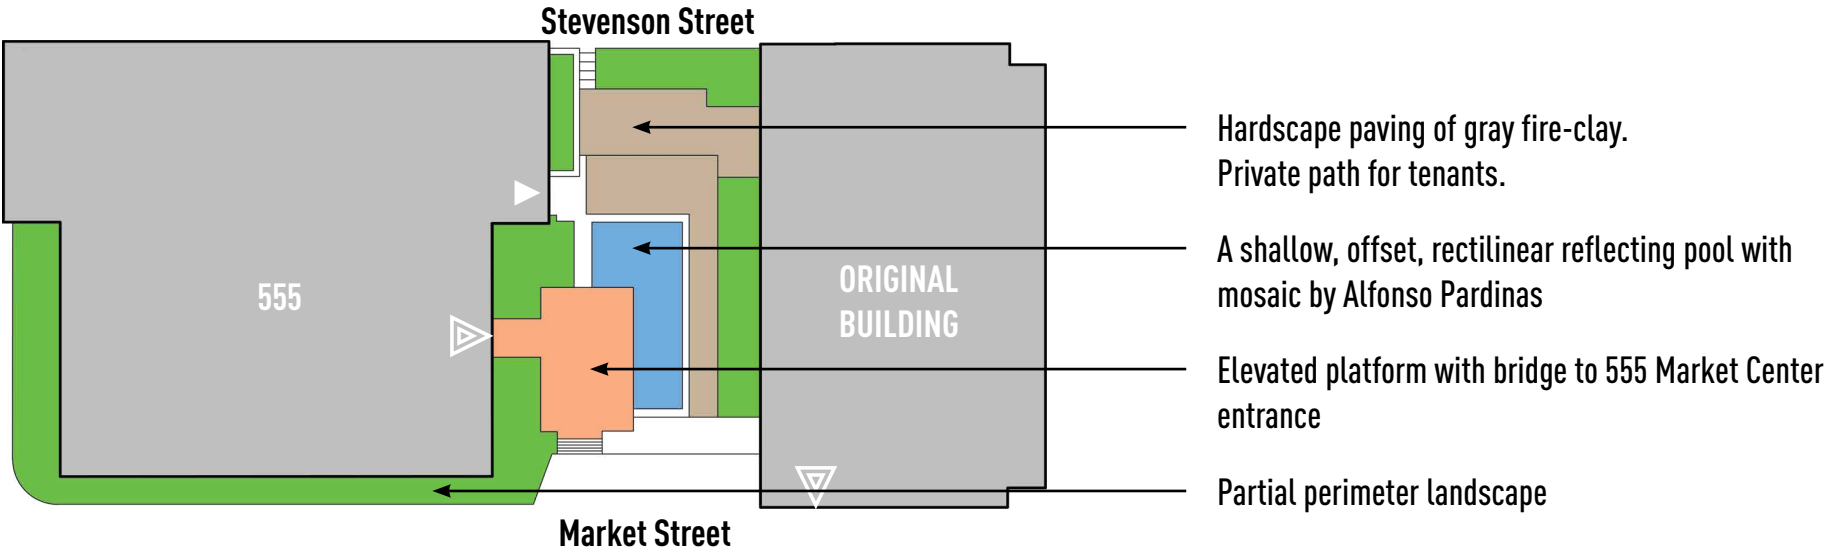 Stevenson Street
Hardscape paving of gray fire-clay.
Private path for tenants.
A shallow, offset, rectilinear reflecting pool with
mosaic by Alfonso Pardinas
555
ORIGINAL
BUILDING
Elevated platform with bridge to 555 Market Center
entrance
Partial perimeter landscape
Market Street